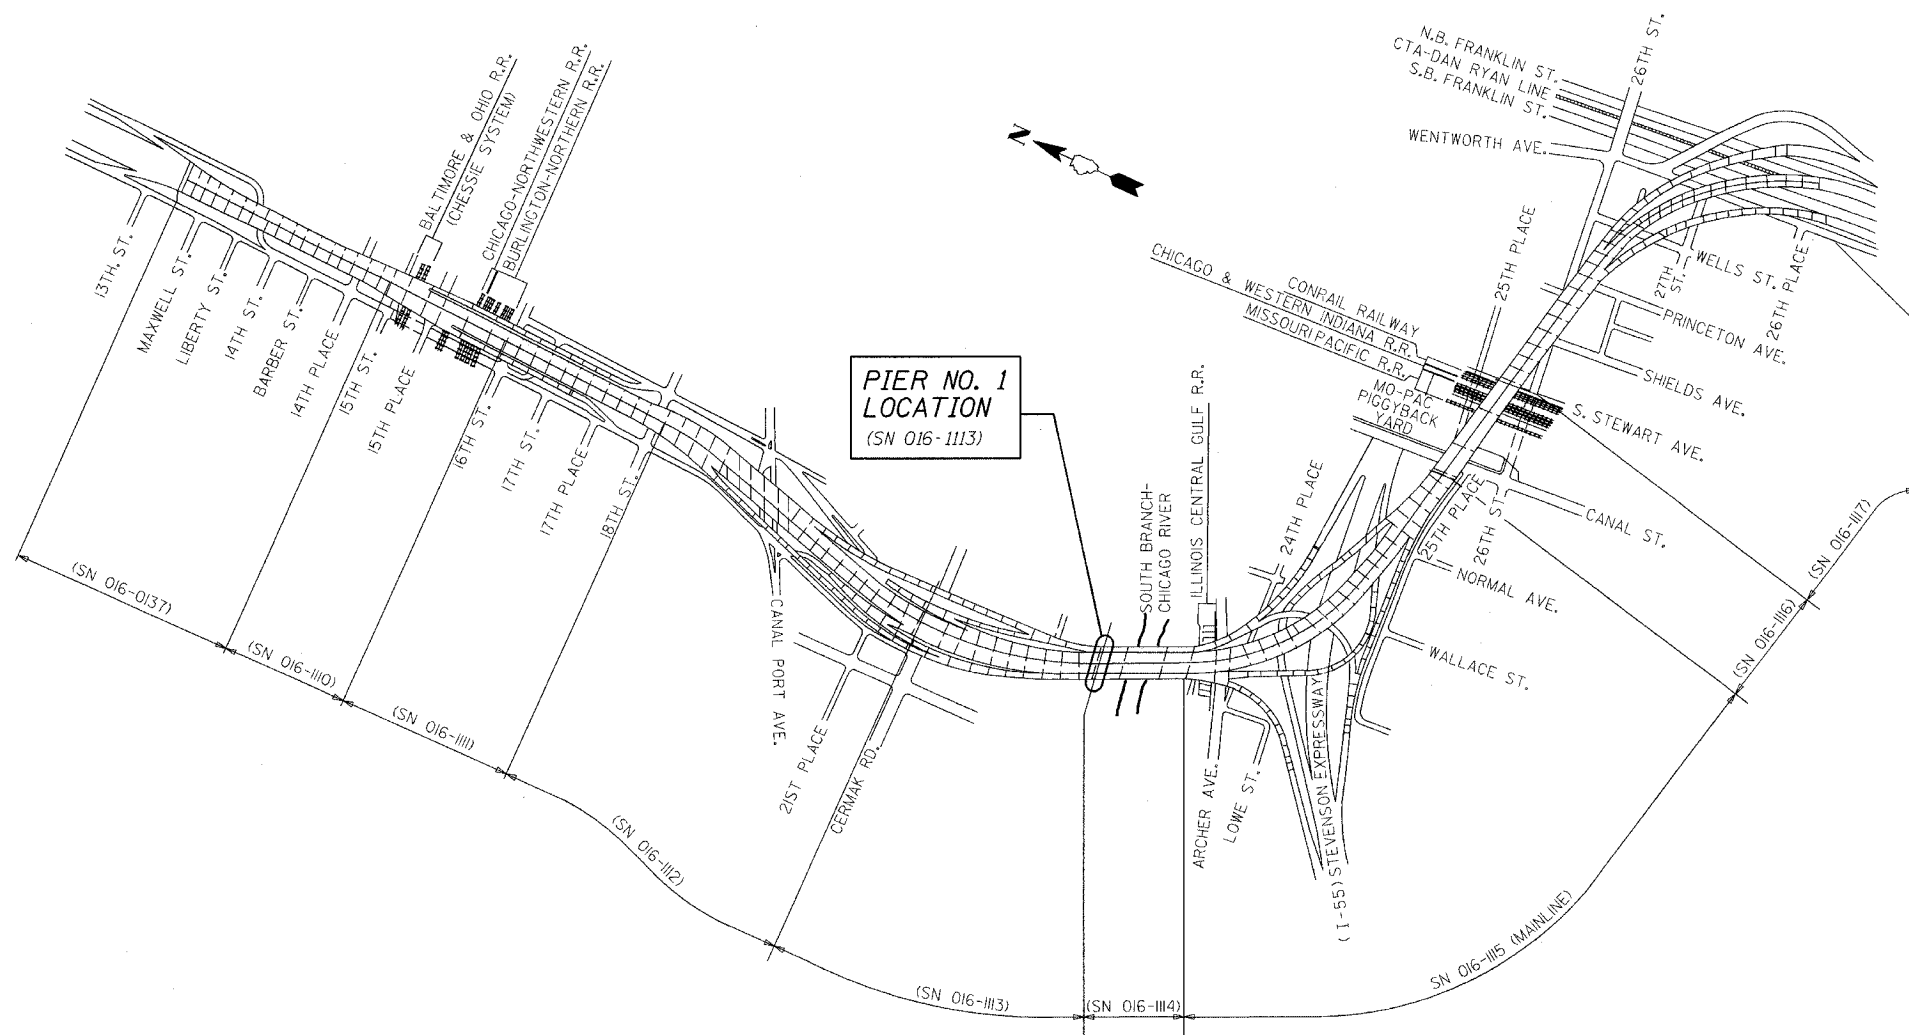 N.B. FRANKLIN ST.
CTA-DAN RYAN LINE
S.B. FRANKLIN ST.
26TH ST.
WENTWORTH AVE.
BALTIMORE & OHIO R.R.
(CHESSIE SYSTEM)
CHICAGO-NORTHWESTERN R.R.
BURLINGTON-NORTHERN R.R.
N
13TH. ST.
MAXWELL ST.
LIBERTY ST.
14TH ST.
BARBER ST.
14TH PLACE
15TH ST.
15TH PLACE
16TH ST.
17TH ST.
17TH PLACE
18TH ST.
CHICAGO &
WESTERN INDIANA R.R.
CONRAIL RAILWAY
MISSOURI PACIFIC R.R.
MO-PAC
PIGGYBACK
YARD
25TH PLACE
WELLS ST.
27TH
ST.
26TH PLACE
PRINCETON AVE.
SHIELDS AVE.
S. STEWART AVE.
PIER NO. 1
LOCATION
(SN 016-1113)
SOUTH BRANCH-
CHICAGO RIVER
ILLINOIS CENTRAL GULF R.R.
24TH PLACE
25TH PLACE
26TH ST.
CANAL ST.
NORMAL AVE.
WALLACE ST.
CANAL PORT AVE.
21ST PLACE
CERMAK RD.
ARCHER AVE.
LOWE ST.
(I-55) STEVENSON EXPRESSWAY
(SN 016-0137)
(SN 016-1110)
(SN 016-1111)
(SN 016-1112)
(SN 016-1113)
(SN 016-1114)
SN 016-1115 (MAINLINE)
(SN 016-1116)
(SN 016-1117)